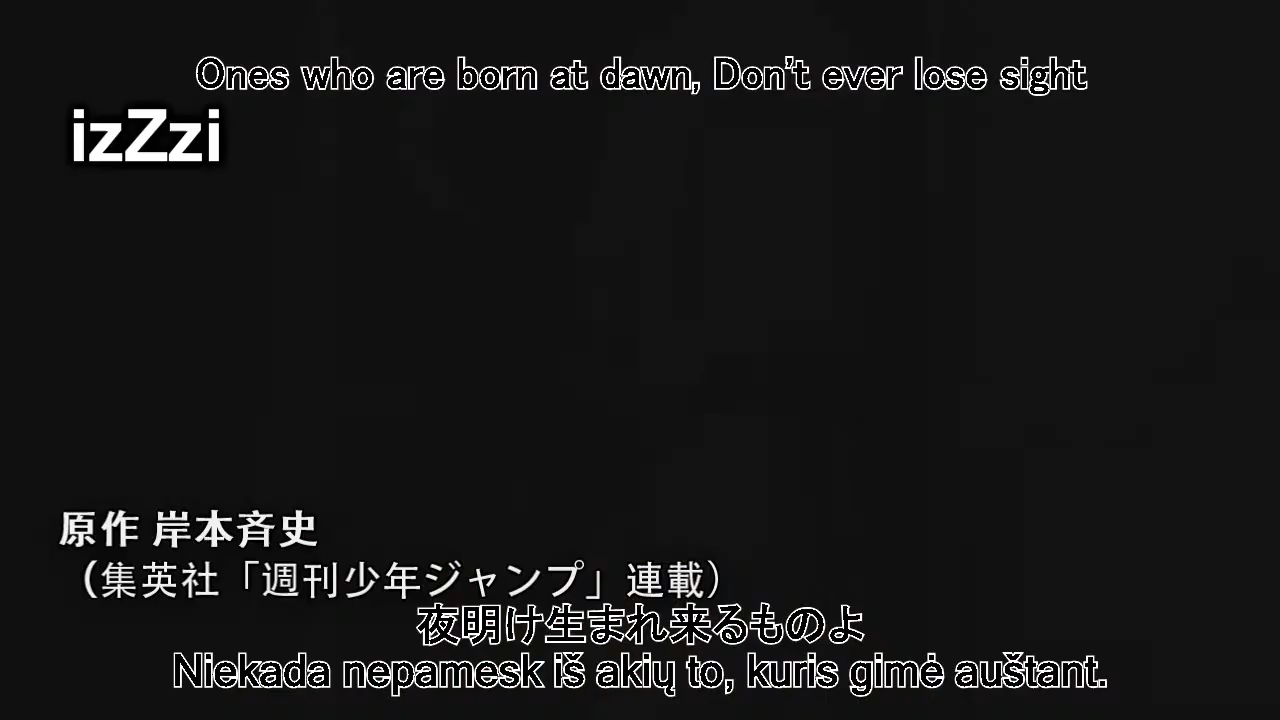 Ones who are born at dawn, Don't ever lose sight
izZzi
原作 岸本斉史
（集英社「週刊少年ジャンプ」連載）
夜明け生まれ来るものよ
Niekada nepamesk iš akių to, kuris gimė auštant.